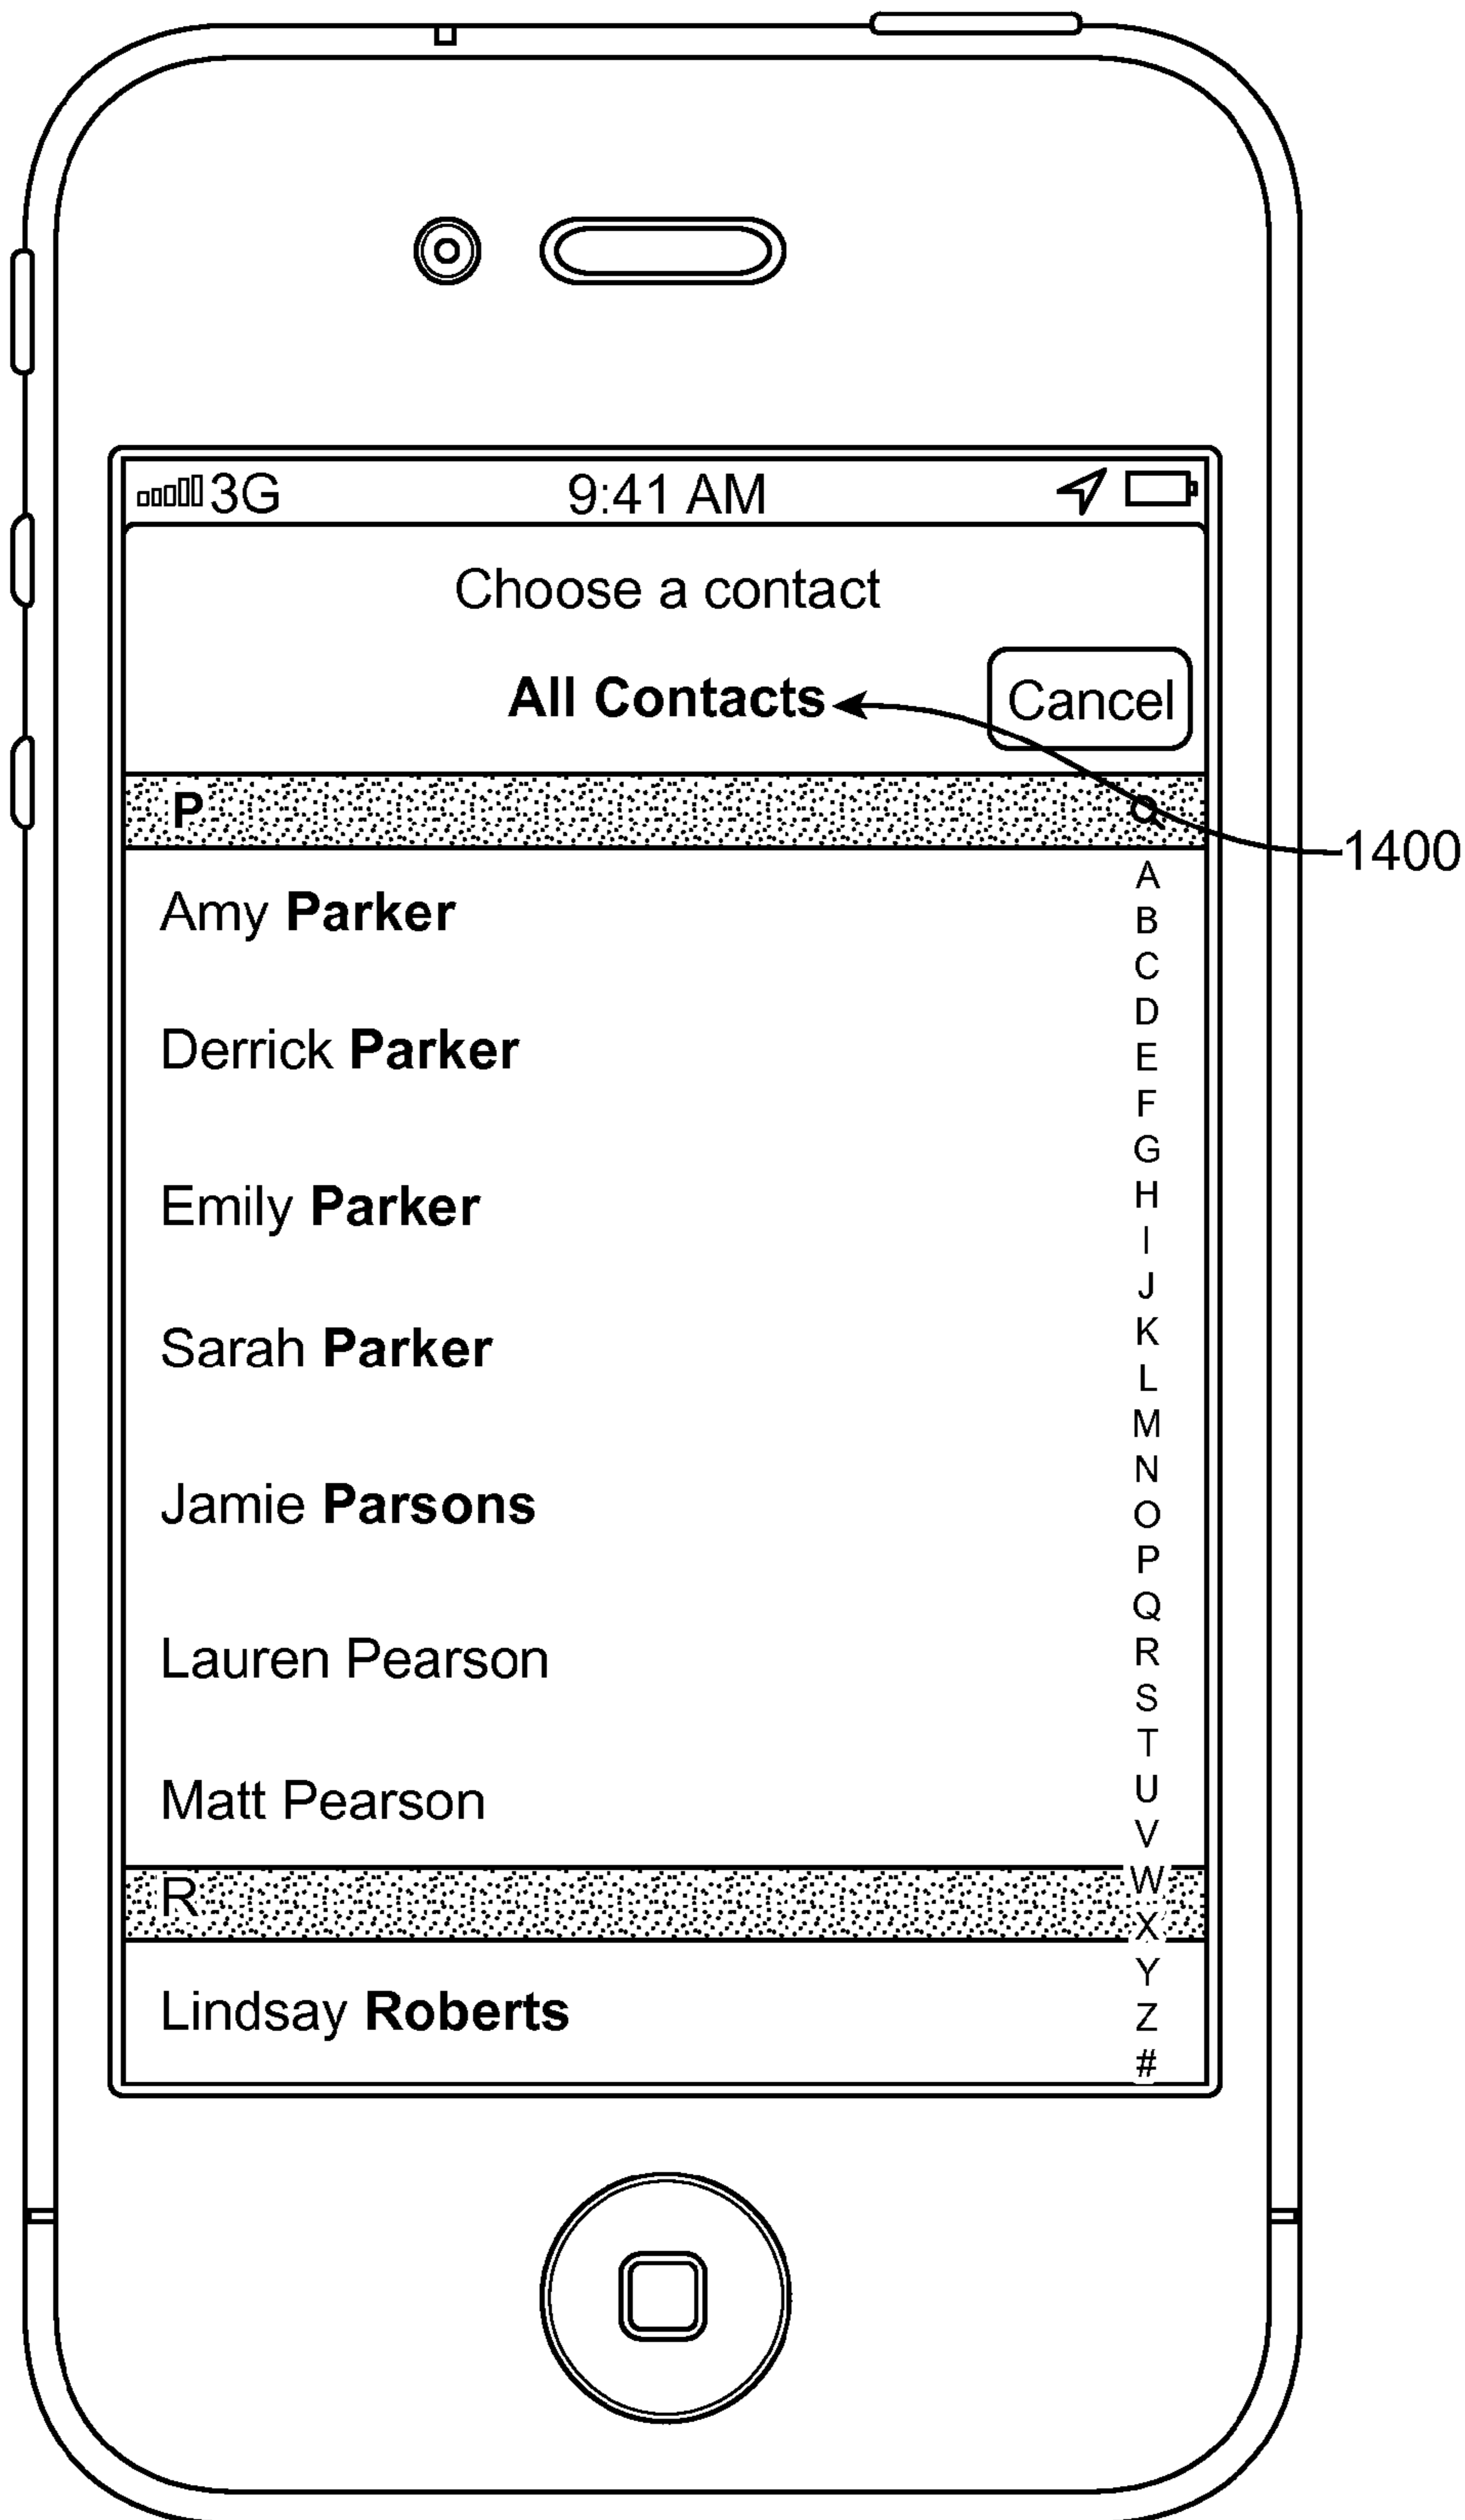 3G 9:41 AM
Choose a contact
All Contacts Cancel
P
1400
Amy Parker
Derrick Parker
Emily Parker
Sarah Parker
Jamie Parsons
Lauren Pearson
Matt Pearson
R
Lindsay Roberts
A
B
C
D
E
F
G
H
I
J
K
L
M
N
O
P
Q
R
S
T
U
V
W
X
Y
Z
#